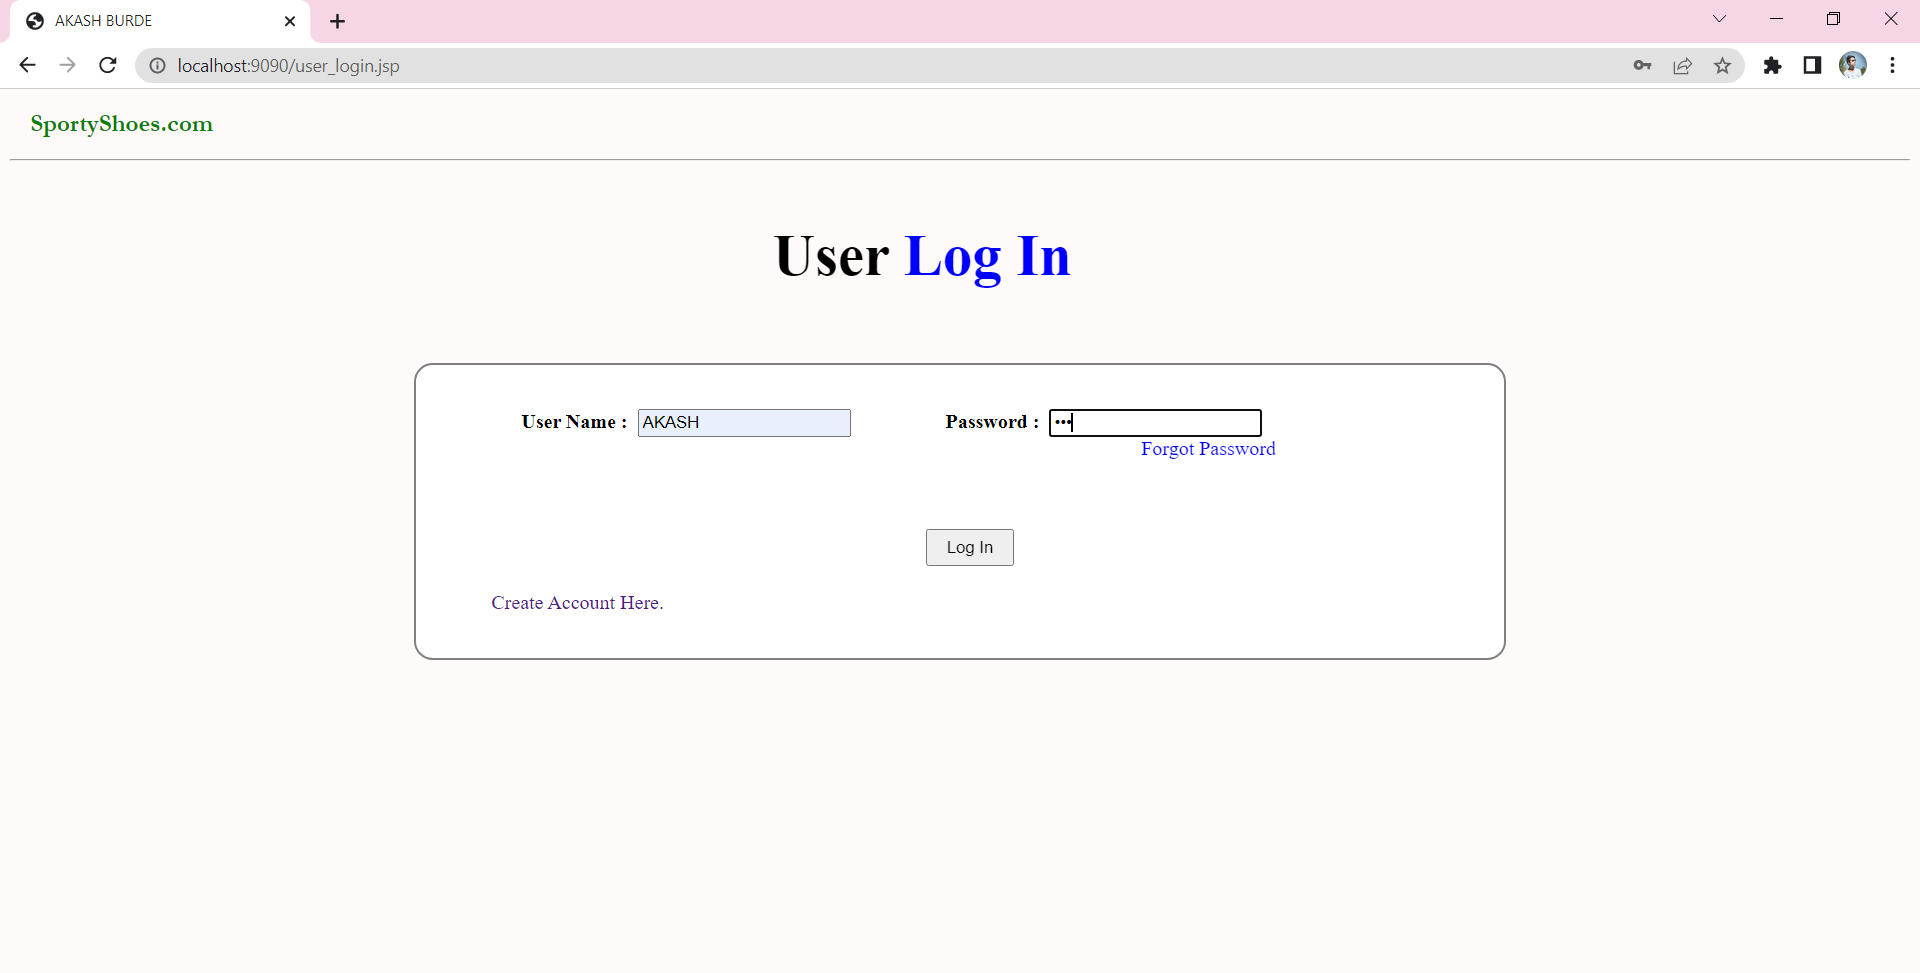 AKASH BURDE
localhost:9090/user_login.jsp
SportyShoes.com
User Log In
User Name : AKASH Password : •••
Forgot Password
Log In
Create Account Here.